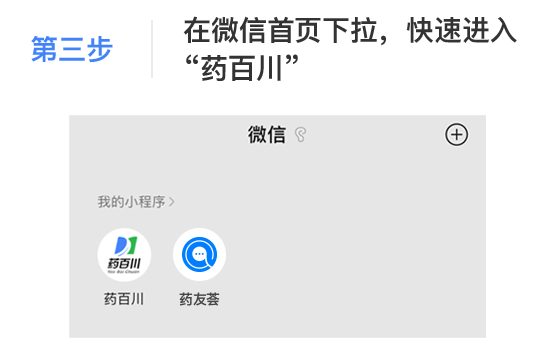 第三步
在微信首页下拉，快速进入
“药百川”
微信
我的小程序
药百川
Yao Bai Chuan
药百川
药友荟